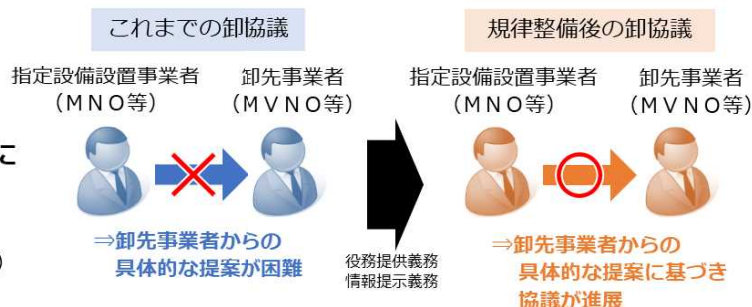 これまでの卸協議
指定設備設置事業者
（ＭＮＯ等）
卸先事業者
（ＭＶＮＯ等）
⇒卸先事業者からの
具体的な提案が困難
に
）
役務提供義務
情報提示義務
規律整備後の卸協議
指定設備設置事業者
（ＭＮＯ等）
卸先事業者
（ＭＶＮＯ等）
⇒卸先事業者からの
具体的な提案に基づき
協議が進展